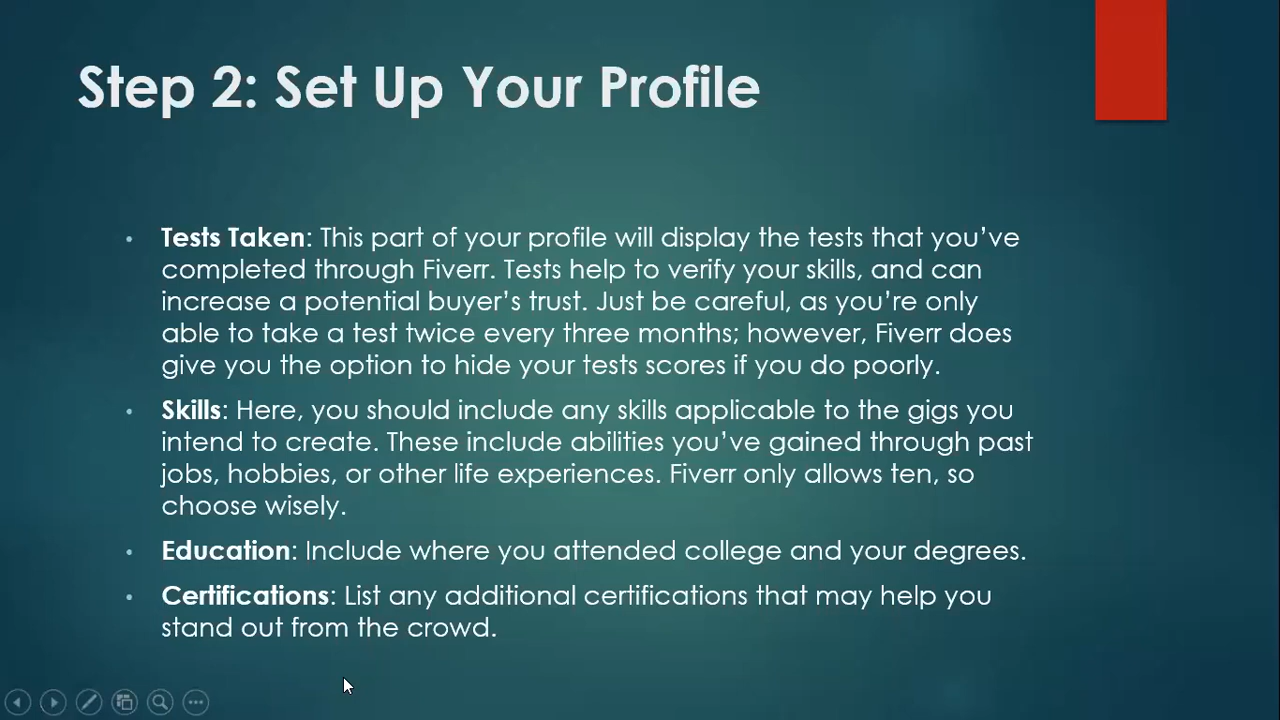 Step 2: Set Up Your Profile
• Tests Taken: This part of your profile will display the tests that you’ve
completed through Fiverr. Tests help to verify your skills, and can
increase a potential buyer’s trust. Just be careful, as you’re only
able to take a test twice every three months; however, Fiverr does
give you the option to hide your tests scores if you do poorly.
• Skills: Here, you should include any skills applicable to the gigs you
intend to create. These include abilities you’ve gained through past
jobs, hobbies, or other life experiences. Fiverr only allows ten, so
choose wisely.
• Education: Include where you attended college and your degrees.
• Certifications: List any additional certifications that may help you
stand out from the crowd.